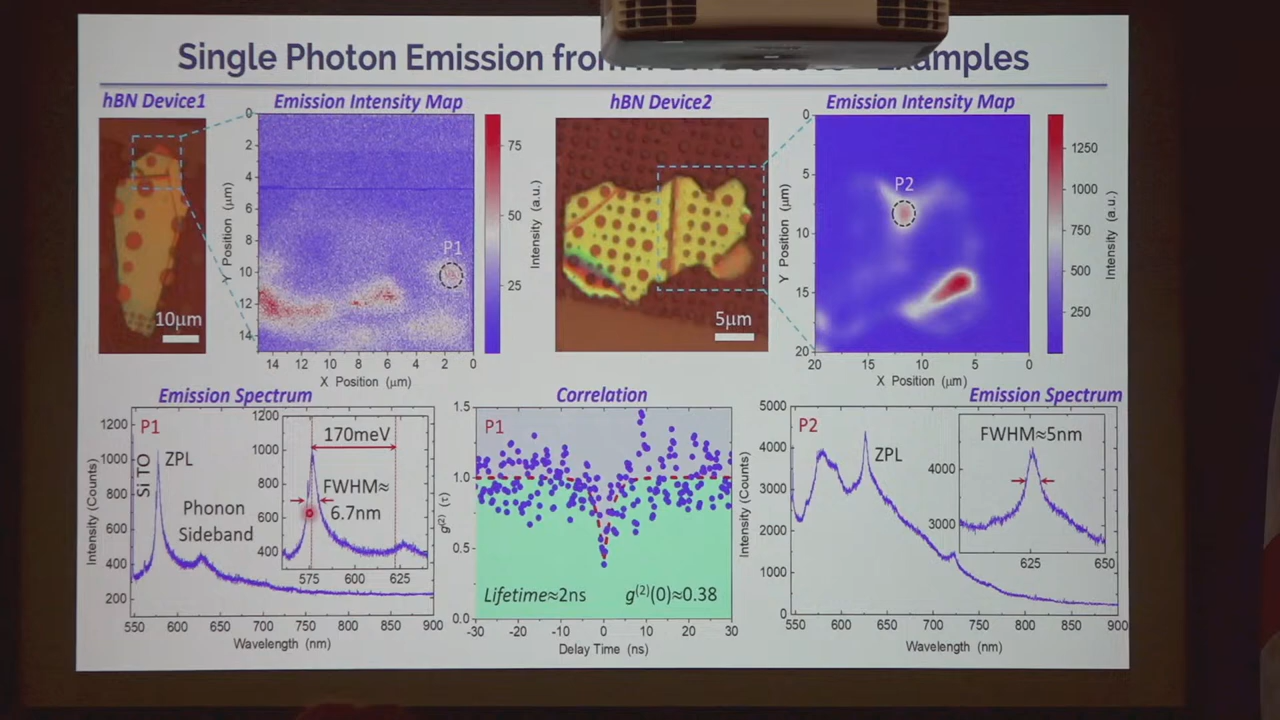 Single Photon Emission from Examples
hBN Device1
Emission Intensity Map
hBN Device2
Emission Intensity Map
10μm
0
2
4
6
8
10
12
14
Y Position (μm)
P1
14 12 10 8 6 4 2 0
X Position (μm)
75
50
25
Intensity (a.u.)
5μm
0
5
10
15
20
Y Position (μm)
P2
20 15 10 5 0
X Position (μm)
1250
1000
750
500
250
Intensity (a.u.)
Emission Spectrum
P1
1200
1000
800
600
400
200
Intensity (Counts)
Si TO
ZPL
Phonon
Sideband
1200
1000
800
600
400
170meV
FWHM≈
6.7nm
575 600 625
550 600 650 700 750 800 850 900
Wavelength (nm)
Correlation
P1
1.5
1.0
0.5
0.0
g⁽²⁾ (τ)
Lifetime≈2ns g⁽²⁾(0)≈0.38
-30 -20 -10 0 10 20 30
Delay Time (ns)
Emission Spectrum
P2
5000
4000
3000
2000
1000
0
Intensity (Counts)
ZPL
FWHM≈5nm
4000
3000
625 650
550 600 650 700 750 800 850 900
Wavelength (nm)